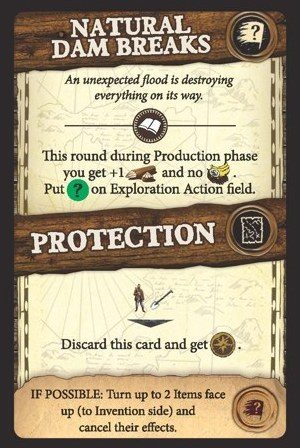 NATURAL
DAM BREAKS
?
An unexpected flood is destroying
everything on its way.
This round during Production phase
you get +1 and no .
Put ? on Exploration Action field.
PROTECTION
Discard this card and get .
IF POSSIBLE: Turn up to 2 Items face
up (to Invention side) and
cancel their effects.
?